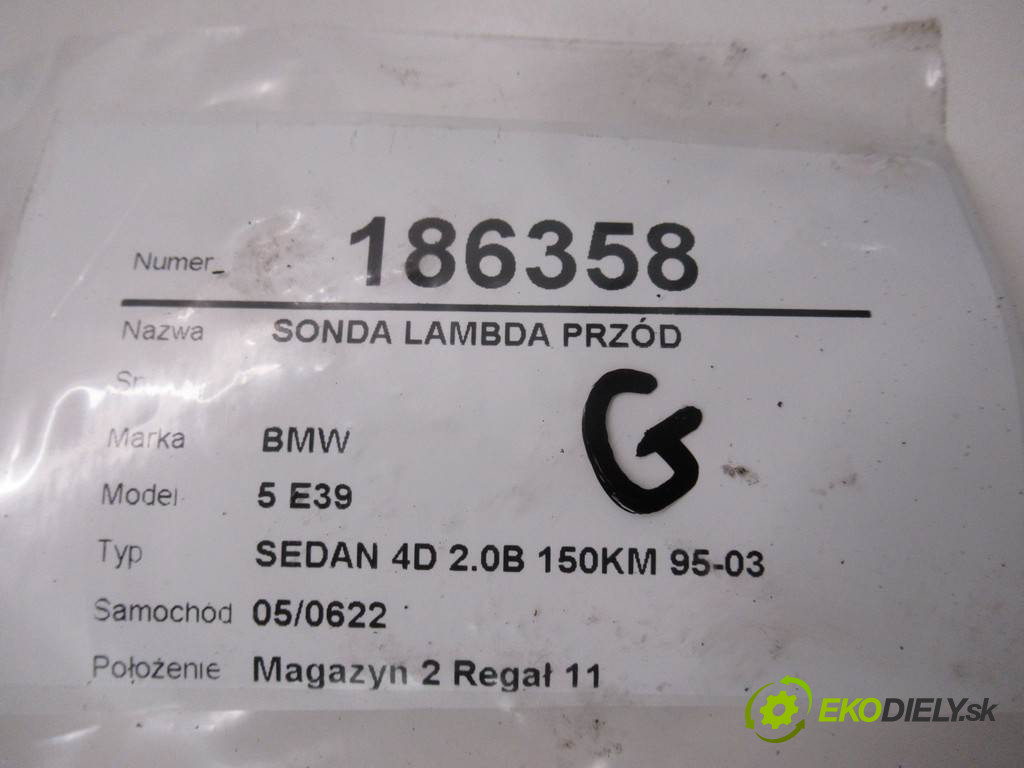 Numer 186358
Nazwa SONDA LAMBDA PRZÓD
G
Marka BMW
Model 5 E39
Typ SEDAN 4D 2.0B 150KM 95-03
Samochód 05/0622
Położenie Magazyn 2 Regał 11
EKODIELY.sk